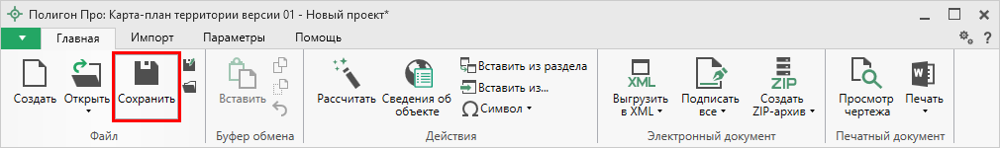 Полигон Про: Карта-план территории версии 01 - Новый проект*
Главная Импорт Параметры Помощь
?
Создать Открыть Сохранить
Вставить
Рассчитать Сведения об объекте
Вставить из раздела
Вставить из...
Ω Символ
XML
Выгрузить в XML
Подписать все
ZIP
Создать ZIP-архив
Просмотр чертежа
W
Печать
Файл Буфер обмена Действия Электронный документ Печатный документ